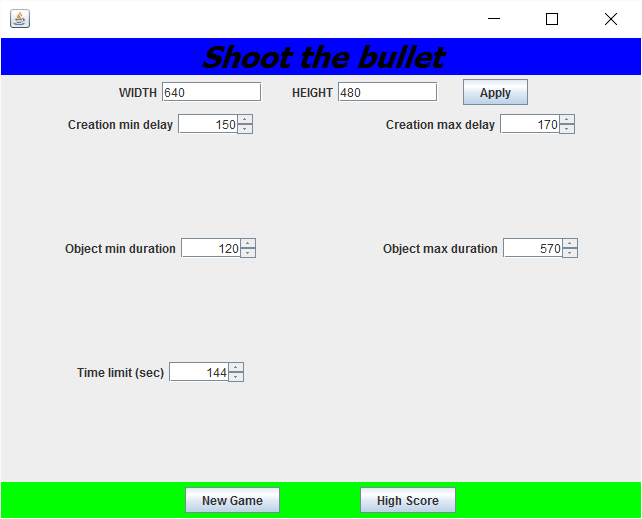 Shoot the bullet
WIDTH 640 HEIGHT 480 Apply
Creation min delay 150 Creation max delay 170
Object min duration 120 Object max duration 570
Time limit (sec) 144
New Game High Score